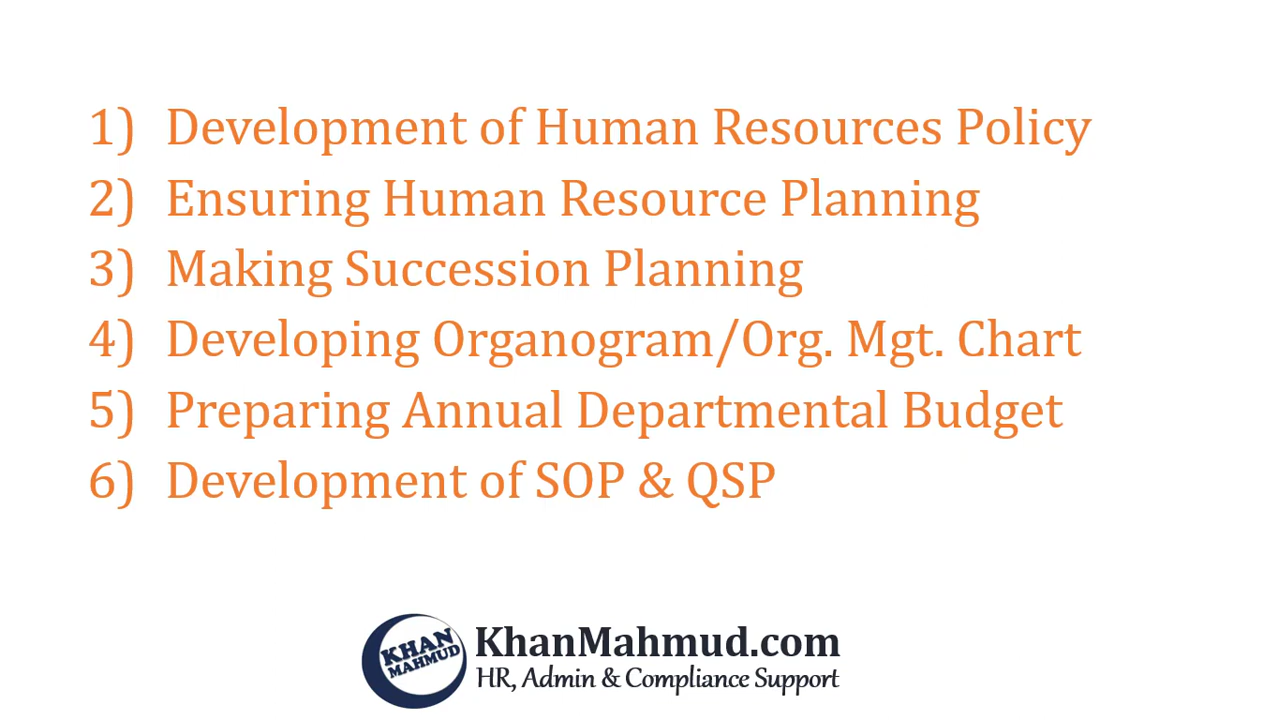 1) Development of Human Resources Policy
2) Ensuring Human Resource Planning
3) Making Succession Planning
4) Developing Organogram/Org. Mgt. Chart
5) Preparing Annual Departmental Budget
6) Development of SOP & QSP
KHAN
MAHMUD
KhanMahmud.com
HR, Admin & Compliance Support